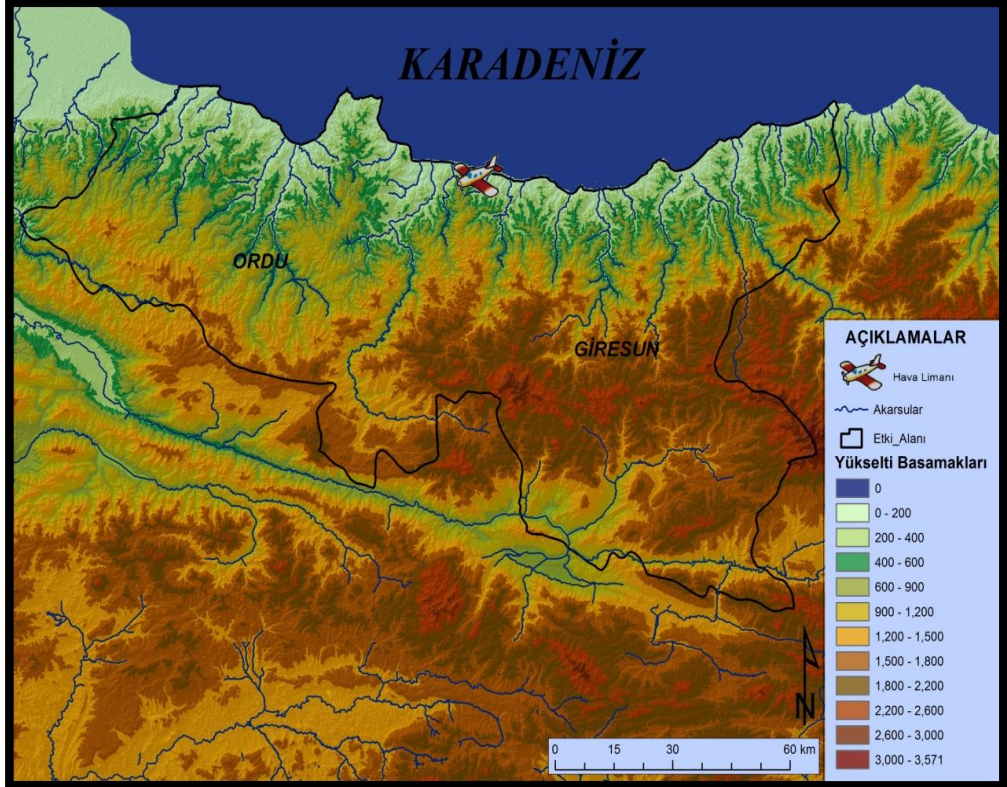 KARADENİZ
ORDU
GİRESUN
AÇIKLAMALAR
Hava Limanı
Akarsular
Etki_Alanı
Yükselti Basamakları
0
0 - 200
200 - 400
400 - 600
600 - 900
900 - 1,200
1,200 - 1,500
1,500 - 1,800
1,800 - 2,200
2,200 - 2,600
2,600 - 3,000
3,000 - 3,571
N
0 15 30 60 km